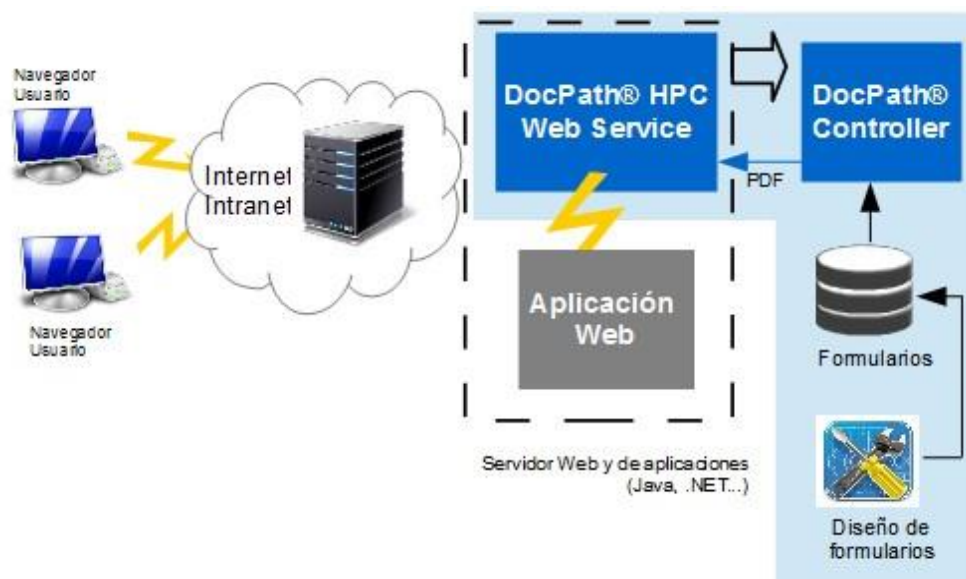 Navegador
Usuario
Internet
Intranet
Navegador
Usuario
DocPath® HPC
Web Service
DocPath®
Controller
PDF
Aplicación
Web
Formularios
Servidor Web y de aplicaciones
(Java, .NET...)
Diseño de
formularios